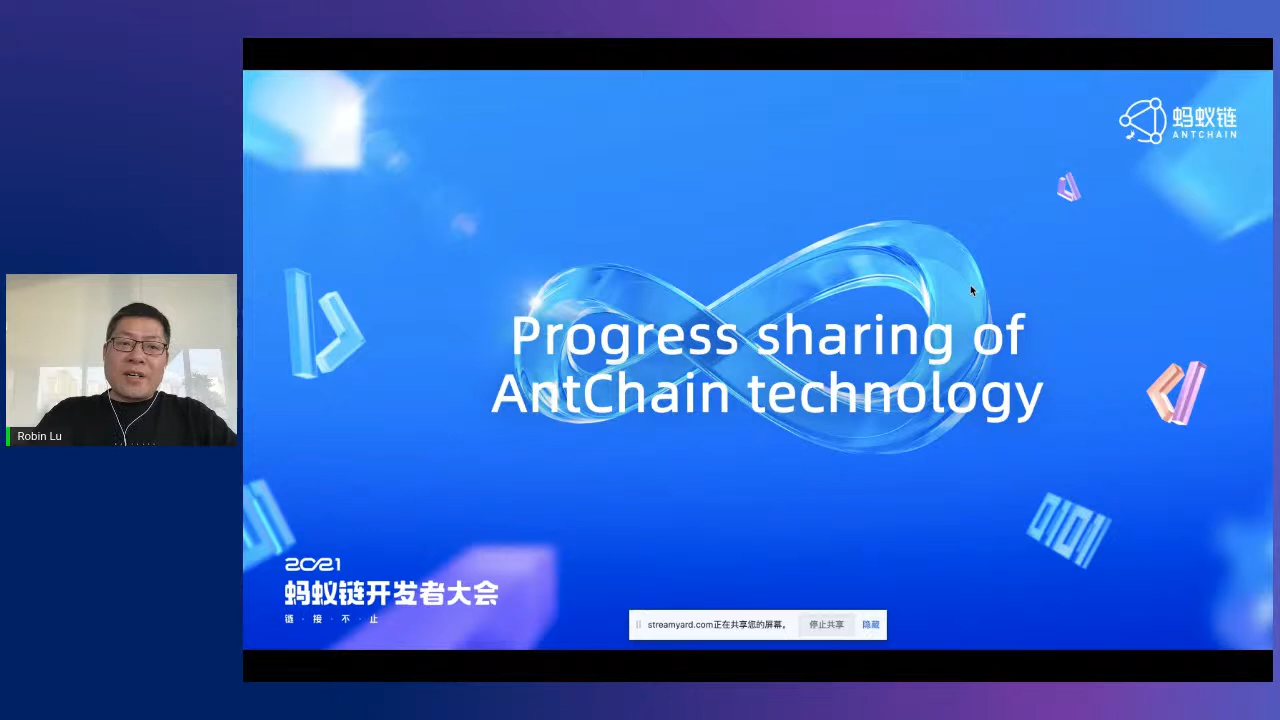 蚂蚁链
ANTCHAIN
Progress sharing of
AntChain technology
Robin Lu
2021
蚂蚁链开发者大会
链·接·不·止
streamyard.com正在共享您的屏幕。 停止共享 隐藏